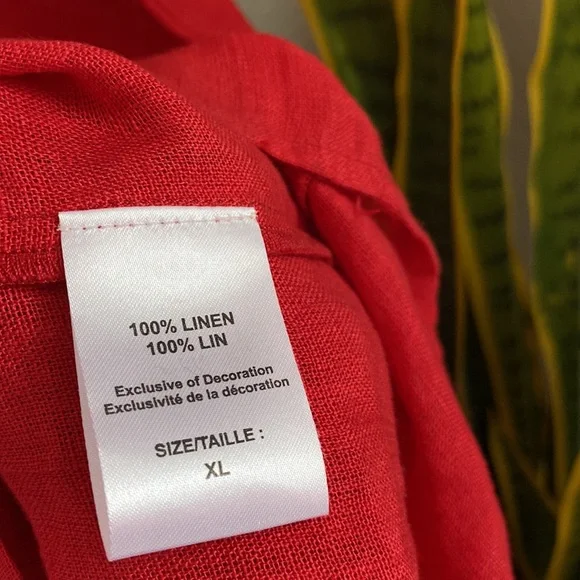 100% LINEN
100% LIN
Exclusive of Decoration
Exclusivité de la décoration
SIZE/TAILLE :
XL